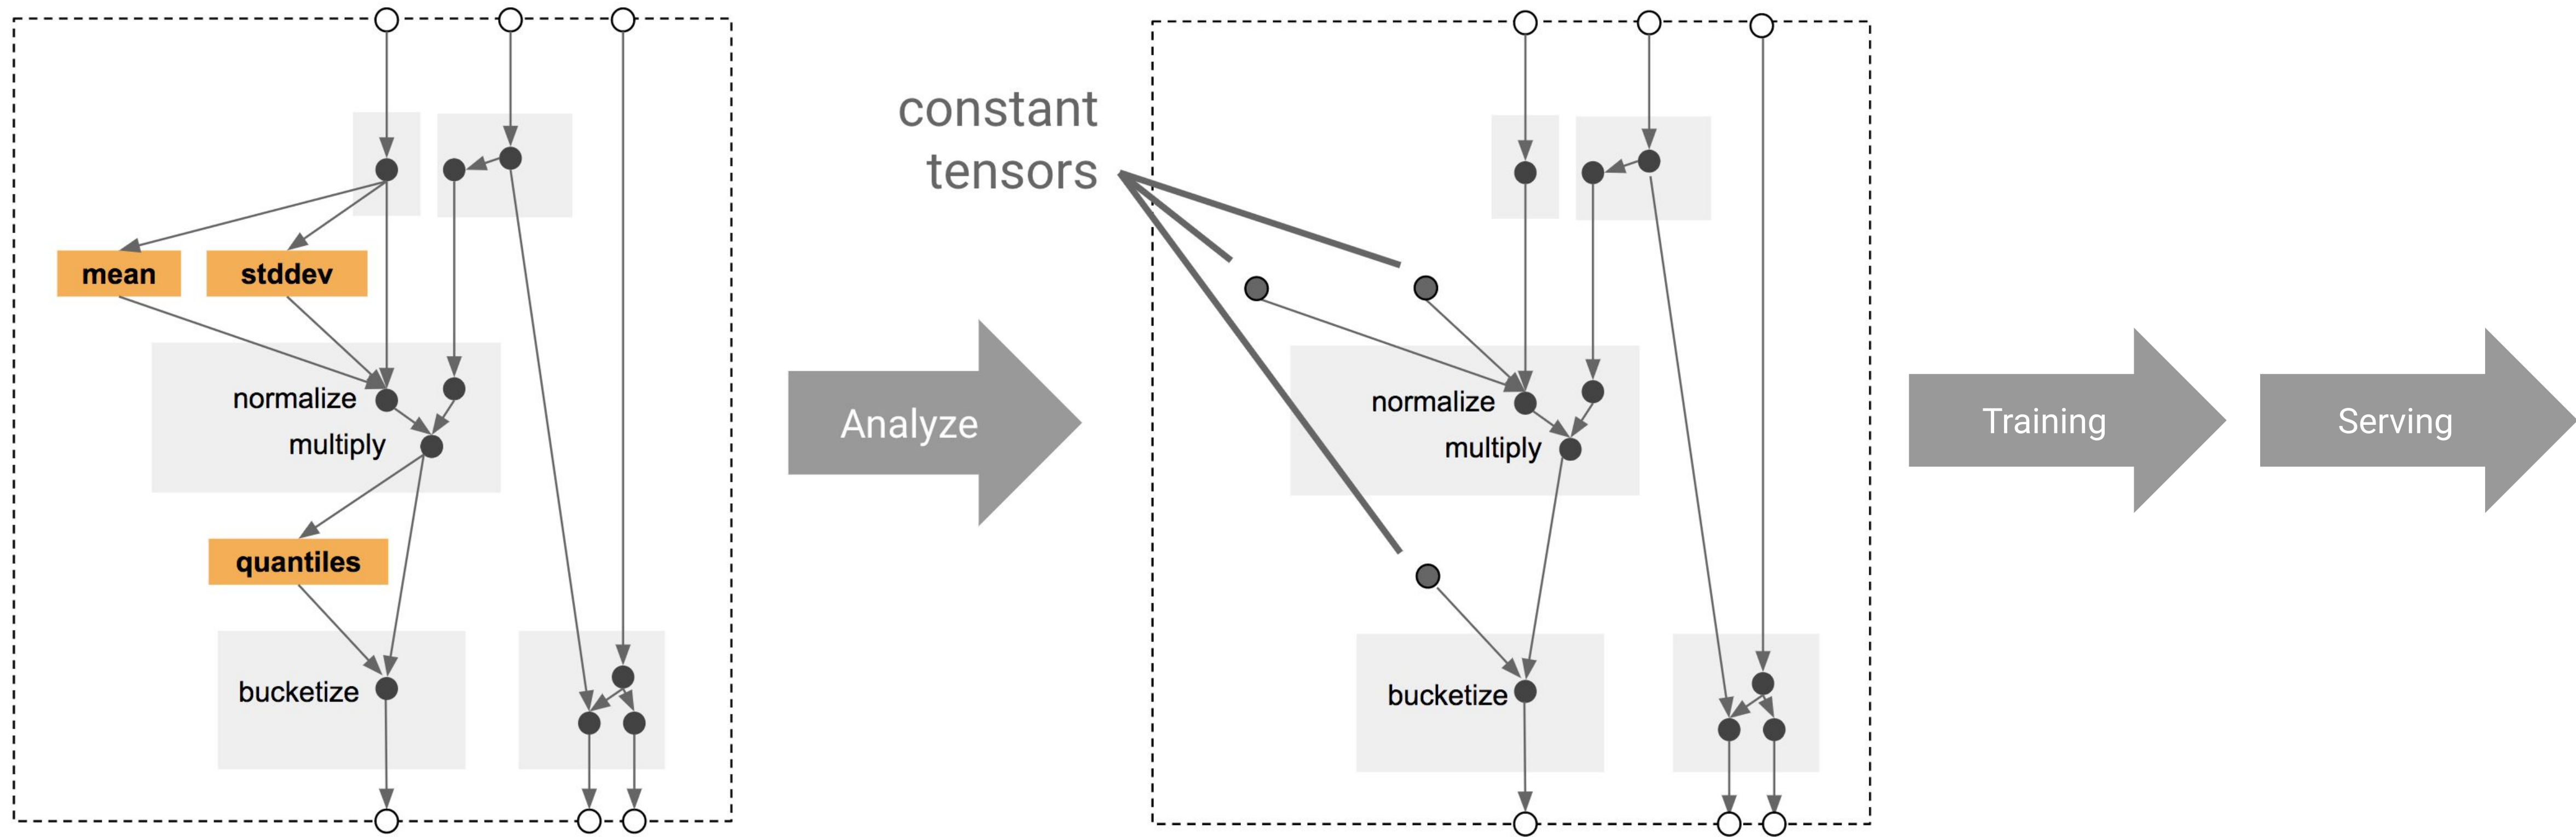 mean
stddev
normalize
multiply
quantiles
bucketize
Analyze
constant
tensors
normalize
multiply
bucketize
Training
Serving